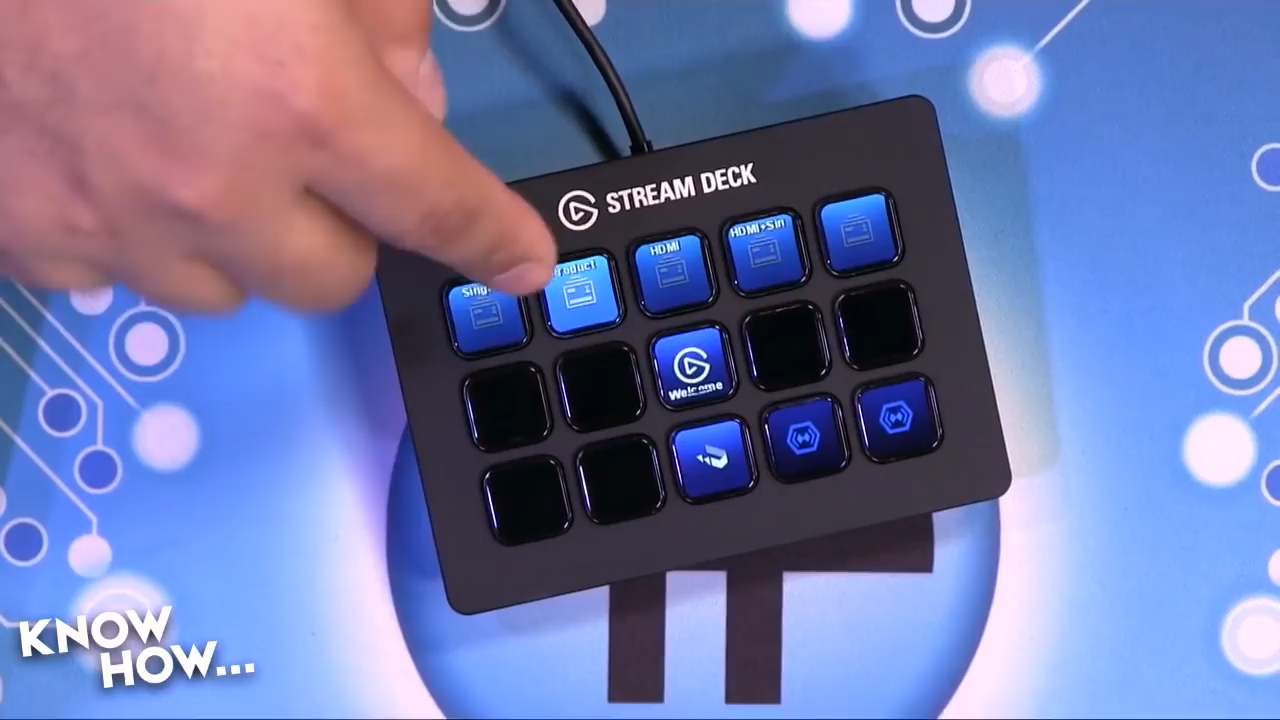 STREAM DECK
Product
HDMI
HDMI+Sin
Welcome
KNOW
HOW...